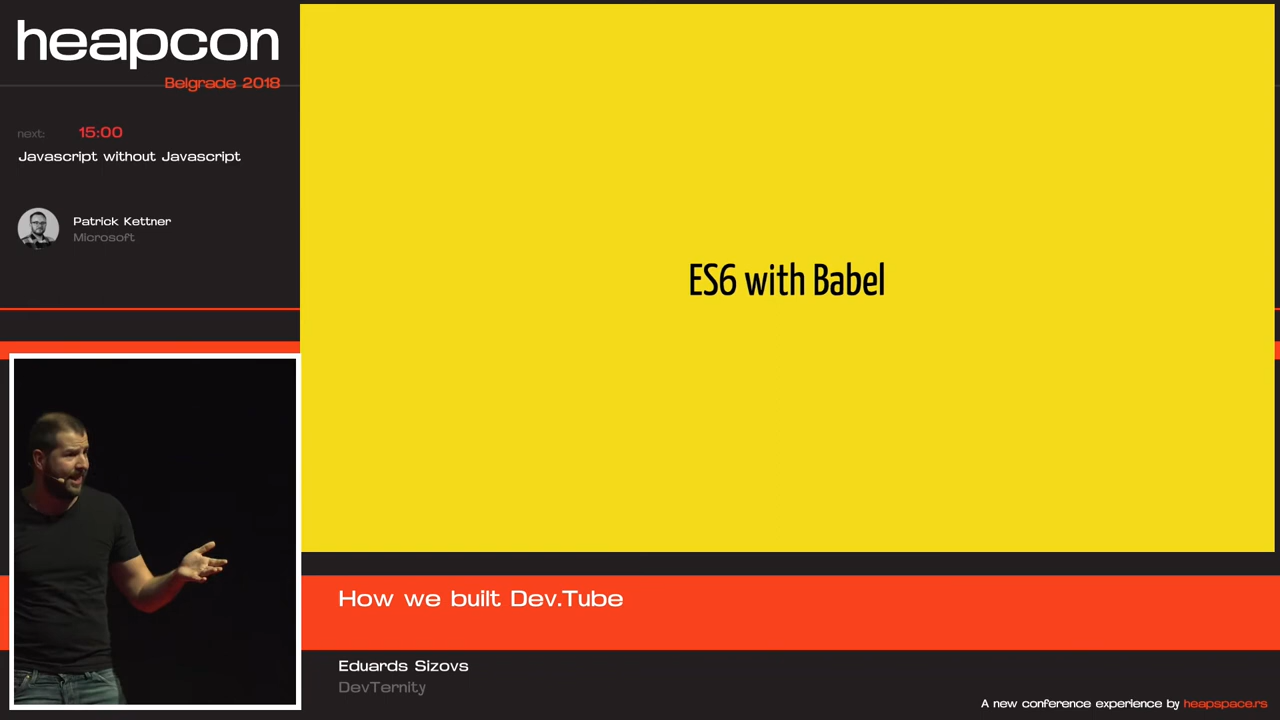 heapcon
Belgrade 2018
next: 15:00
Javascript without Javascript
Patrick Kettner
Microsoft
ES6 with Babel
How we built Dev.Tube
Eduards Sizovs
DevTernity
A new conference experience by heapspace.rs